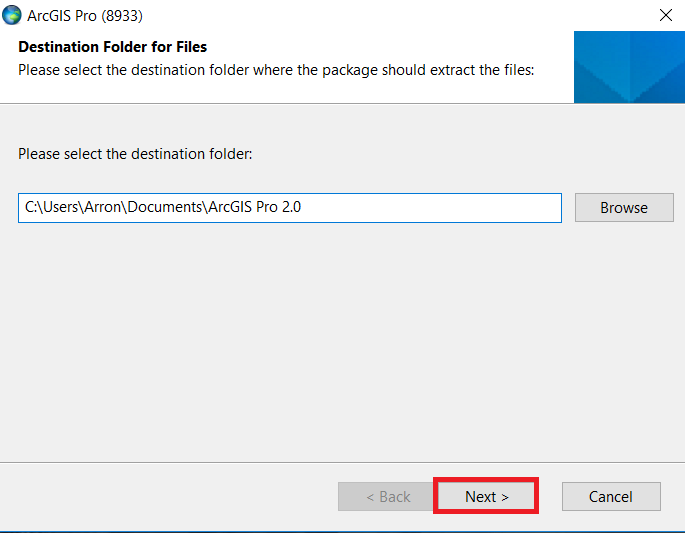 ArcGIS Pro (8933)
Destination Folder for Files
Please select the destination folder where the package should extract the files:
Please select the destination folder:
C:\Users\Arron\Documents\ArcGIS Pro 2.0
Browse
< Back
Next >
Cancel